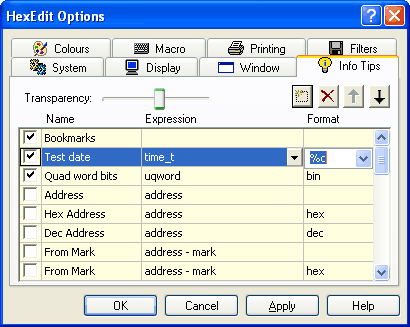 HexEdit Options
Colours Macro Printing Filters
System Display Window Info Tips
Transparency:
Name Expression Format
Bookmarks
Test date time_t %c
Quad word bits uqword bin
Address address
Hex Address address hex
Dec Address address dec
From Mark address - mark
From Mark address - mark hex
OK Cancel Apply Help